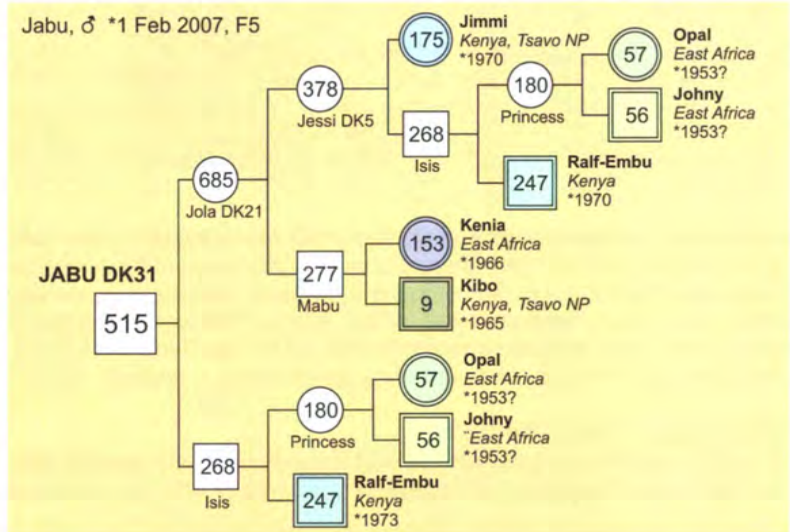 Jabu, ♂ *1 Feb 2007, F5
175
Jimmi
Kenya, Tsavo NP
*1970
57
Opal
East Africa
*1953?
180
Princess
56
Johny
East Africa
*1953?
378
Jessi DK5
268
Isis
247
Ralf-Embu
Kenya
*1970
685
Jola DK21
153
Kenia
East Africa
*1966
277
Mabu
9
Kibo
Kenya, Tsavo NP
*1965
JABU DK31
515
57
Opal
East Africa
*1953?
180
Princess
56
Johny
East Africa
*1953?
268
Isis
247
Ralf-Embu
Kenya
*1973